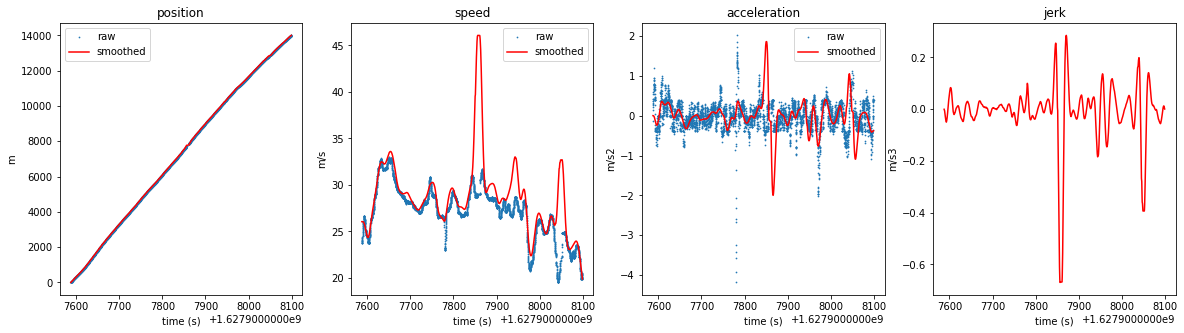 position
raw
smoothed
m
14000
12000
10000
8000
6000
4000
2000
0
7600 7700 7800 7900 8000 8100
time (s) +1.6279000000e9
speed
raw
smoothed
m/s
45
40
35
30
25
20
7600 7700 7800 7900 8000 8100
time (s) +1.6279000000e9
acceleration
raw
smoothed
m/s2
2
1
0
−1
−2
−3
−4
7600 7700 7800 7900 8000 8100
time (s) +1.6279000000e9
jerk
m/s3
0.2
0.0
−0.2
−0.4
−0.6
7600 7700 7800 7900 8000 8100
time (s) +1.6279000000e9